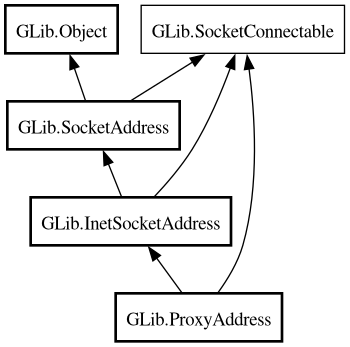 GLib.Object
GLib.SocketConnectable
GLib.SocketAddress
GLib.InetSocketAddress
GLib.ProxyAddress